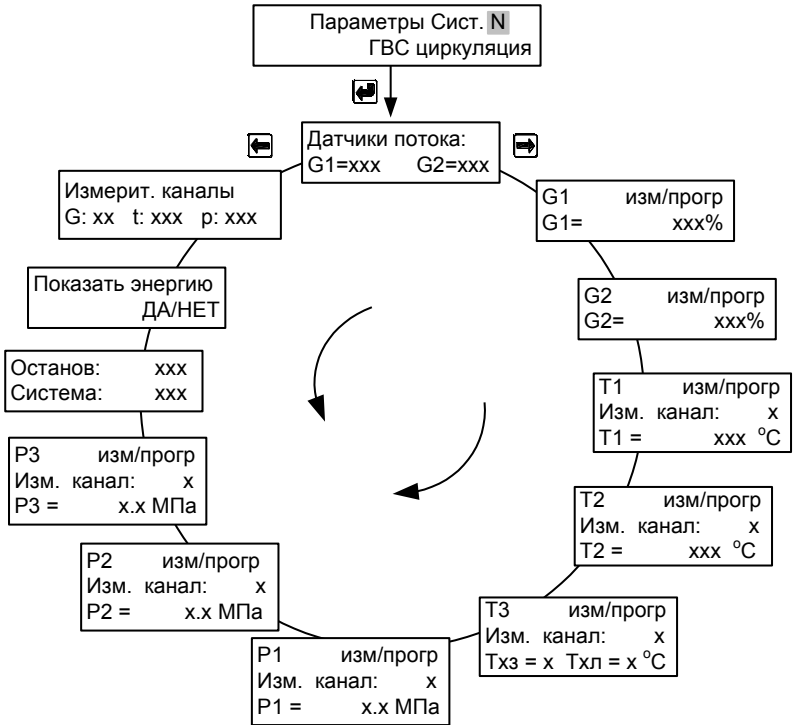 Параметры Сист. N
ГВС циркуляция
Датчики потока:
G1=xxx G2=xxx
G1 изм/прогр
G1= xxx%
G2 изм/прогр
G2= xxx%
T1 изм/прогр
Изм. канал: x
T1 = xxx °C
T2 изм/прогр
Изм. канал: x
T2 = xxx °C
T3 изм/прогр
Изм. канал: x
Тхз = x Тхл = x °C
P1 изм/прогр
Изм. канал: x
P1 = x.x МПа
P2 изм/прогр
Изм. канал: x
P2 = x.x МПа
P3 изм/прогр
Изм. канал: x
P3 = x.x МПа
Останов: xxx
Система: xxx
Показать энергию
ДА/НЕТ
Измерит. каналы
G: xx t: xxx p: xxx